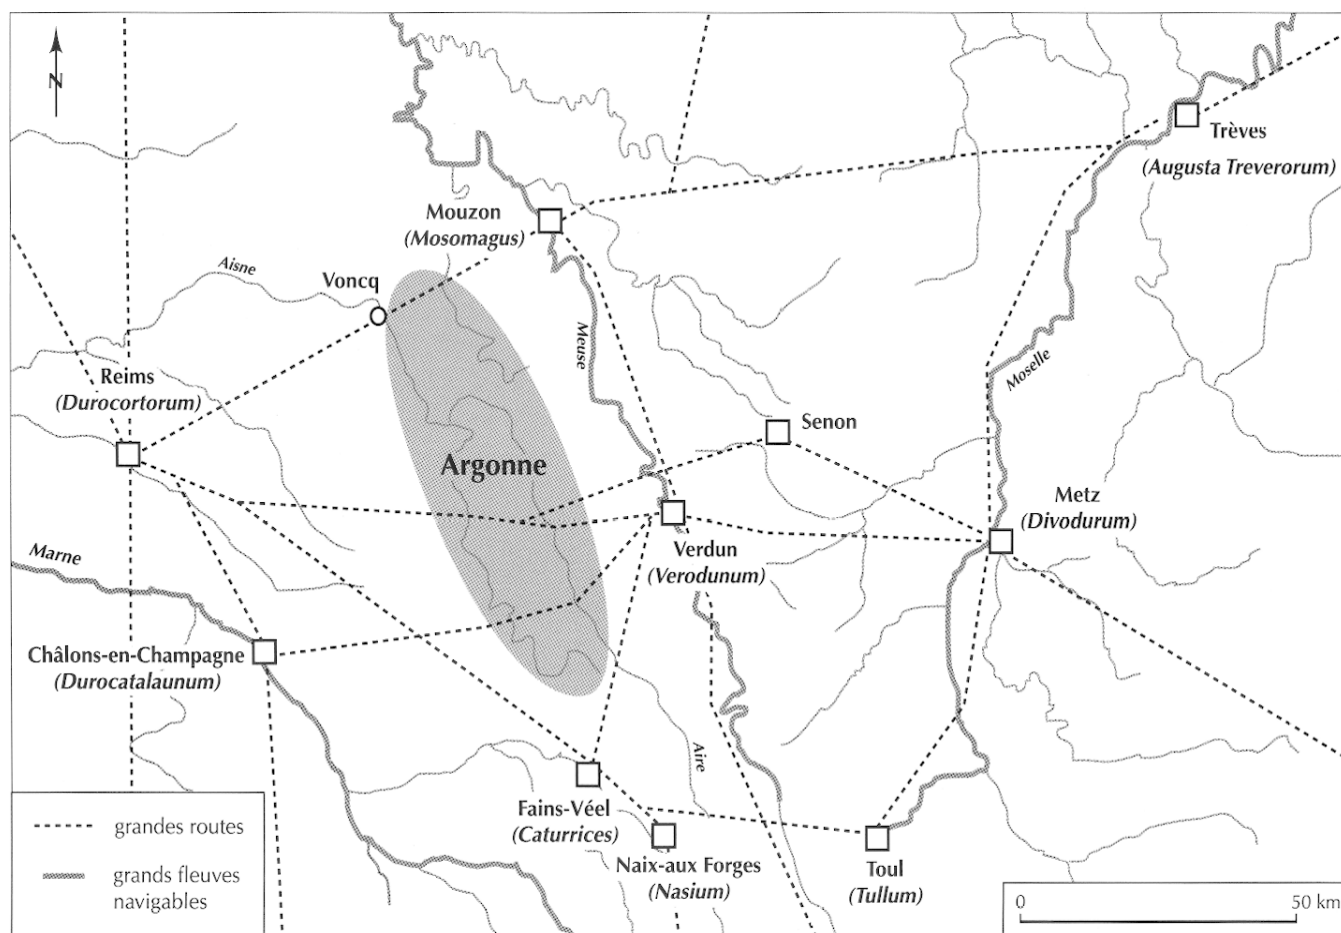 N
Trèves
(Augusta Treverorum)
Mouzon
(Mosomagus)
Aisne
Voncq
Meuse
Moselle
Reims
(Durocortorum)
Senon
Argonne
Metz
(Divodurum)
Marne
Verdun
(Verodunum)
Châlons-en-Champagne
(Durocatalaunum)
Aire
Fains-Véel
(Caturrices)
Naix-aux Forges
(Nasium)
Toul
(Tullum)
grandes routes
grands fleuves
navigables
0 50 km